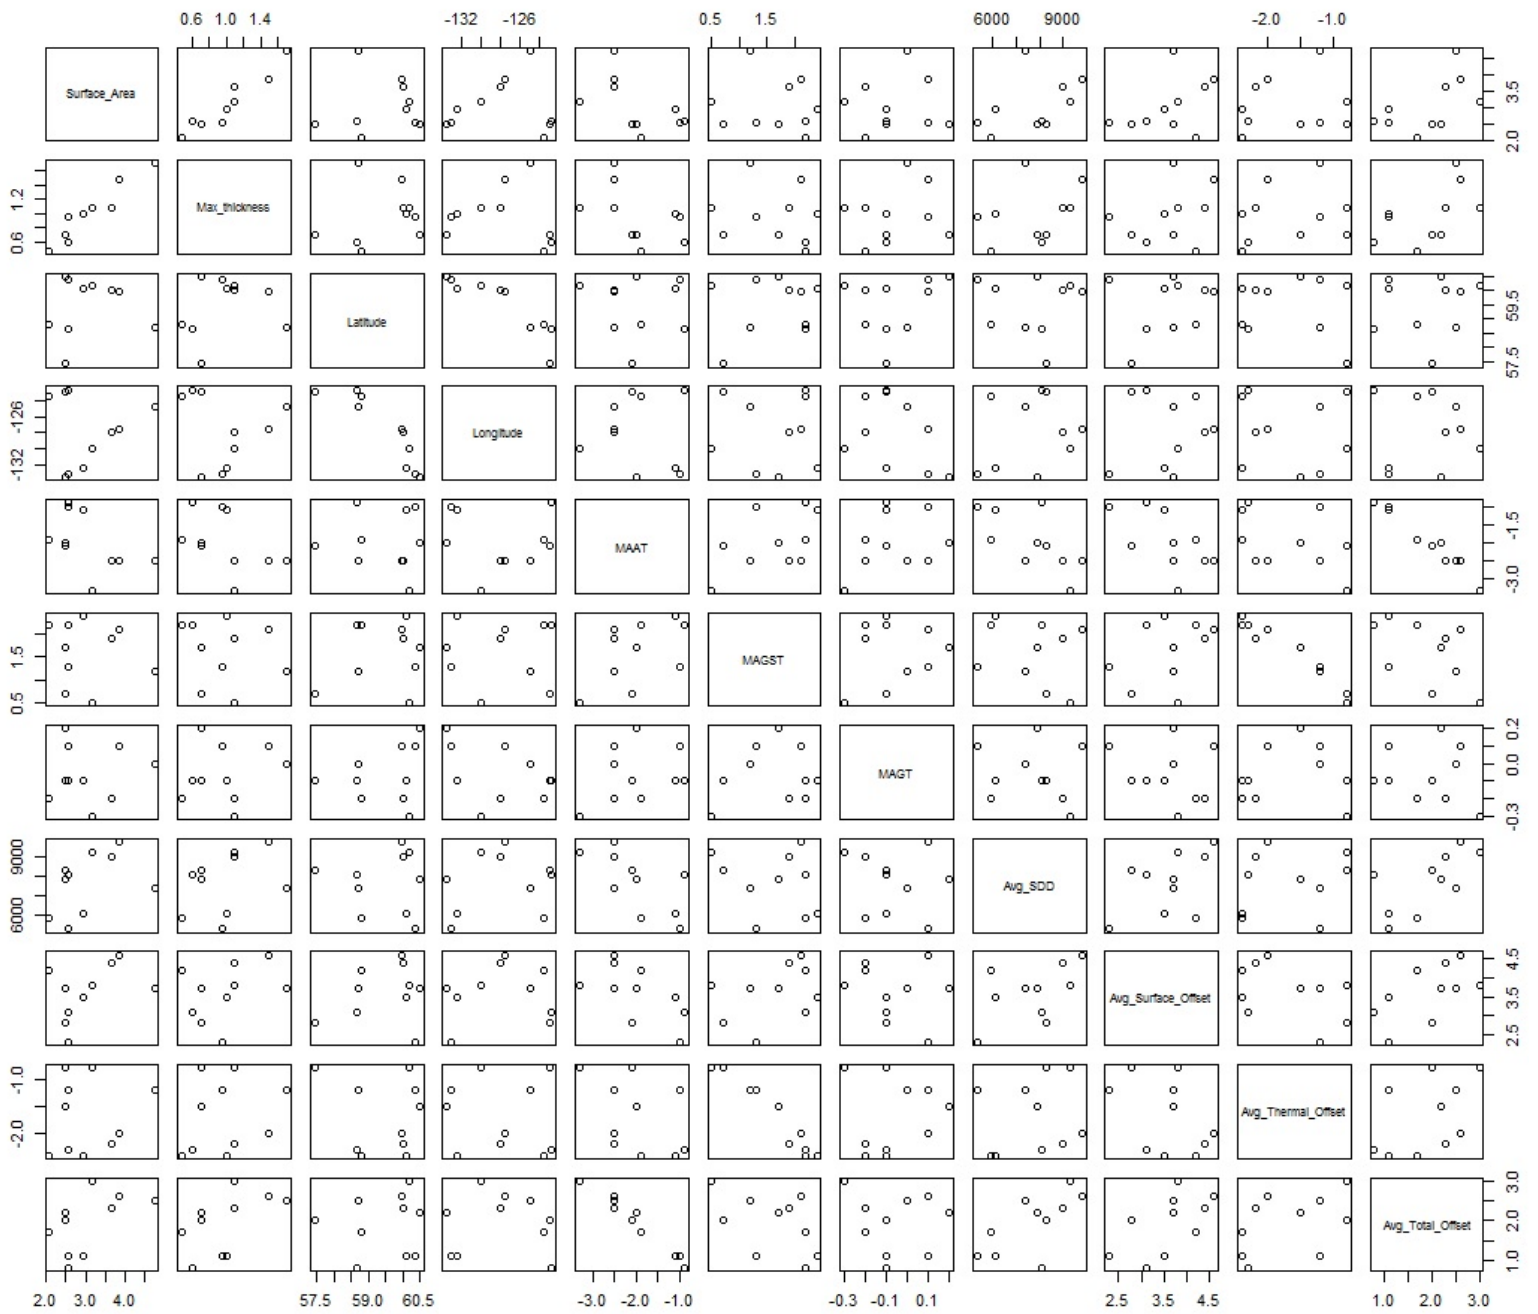 0.6 1.0 1.4
-132 -126
0.5 1.5
6000 9000
-2.0 -1.0
Surface_Area
2.0 3.5
0.6 1.2
Max_thickness
Latitude
57.5 59.5
-132 -126
Longitude
MAAT
-3.0 -1.5
0.5 1.5
MAGST
MAGT
-0.3 0.0 0.2
6000 9000
Avg_SDD
Avg_Surface_Offset
2.5 3.5 4.5
-2.0 -1.0
Avg_Thermal_Offset
Avg_Total_Offset
1.0 2.0 3.0
2.0 3.0 4.0
57.5 59.0 60.5
-3.0 -2.0 -1.0
-0.3 -0.1 0.1
2.5 3.5 4.5
1.0 2.0 3.0